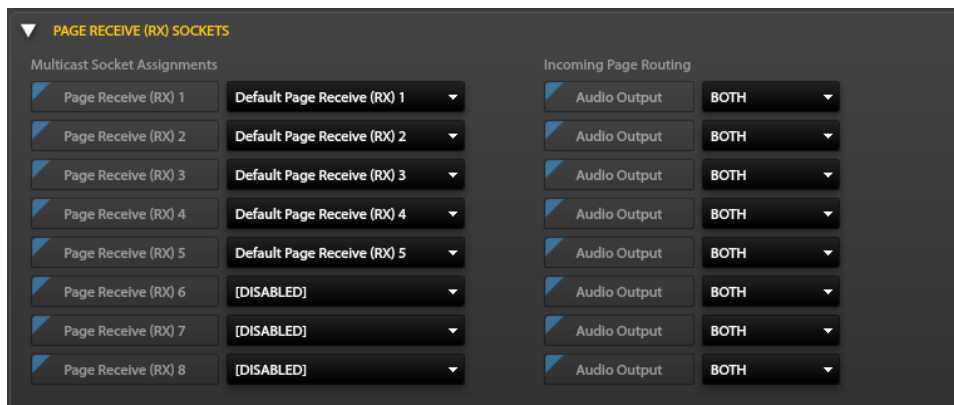 PAGE RECEIVE (RX) SOCKETS
Multicast Socket Assignments Incoming Page Routing
Page Receive (RX) 1 Default Page Receive (RX) 1 Audio Output BOTH
Page Receive (RX) 2 Default Page Receive (RX) 2 Audio Output BOTH
Page Receive (RX) 3 Default Page Receive (RX) 3 Audio Output BOTH
Page Receive (RX) 4 Default Page Receive (RX) 4 Audio Output BOTH
Page Receive (RX) 5 Default Page Receive (RX) 5 Audio Output BOTH
Page Receive (RX) 6 [DISABLED] Audio Output BOTH
Page Receive (RX) 7 [DISABLED] Audio Output BOTH
Page Receive (RX) 8 [DISABLED] Audio Output BOTH